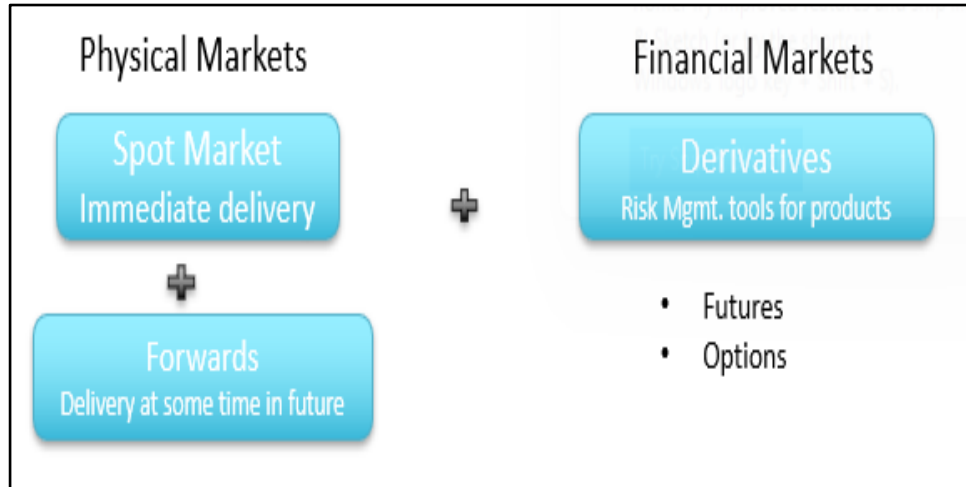 Physical Markets
Spot Market
Immediate delivery
Forwards
Delivery at some time in future
Financial Markets
Derivatives
Risk Mgmt. tools for products
• Futures
• Options